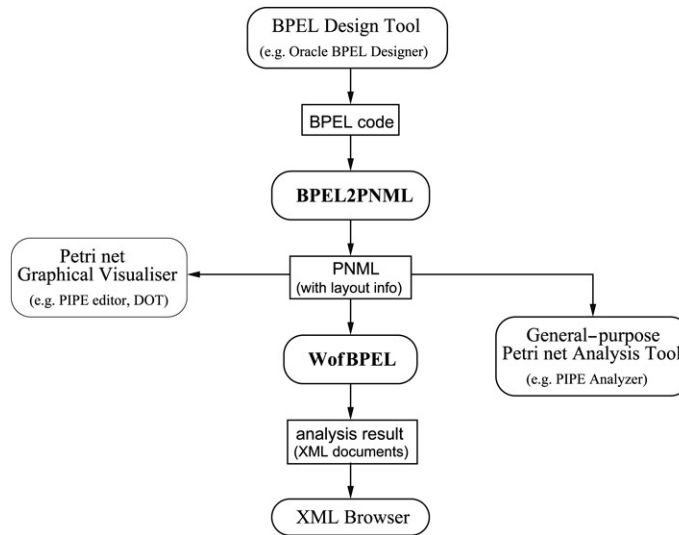 BPEL Design Tool
(e.g. Oracle BPEL Designer)
BPEL code
BPEL2PNML
Petri net
Graphical Visualiser
(e.g. PIPE editor, DOT)
PNML
(with layout info)
General-purpose
Petri net Analysis Tool
(e.g. PIPE Analyzer)
WofBPEL
analysis result
(XML documents)
XML Browser